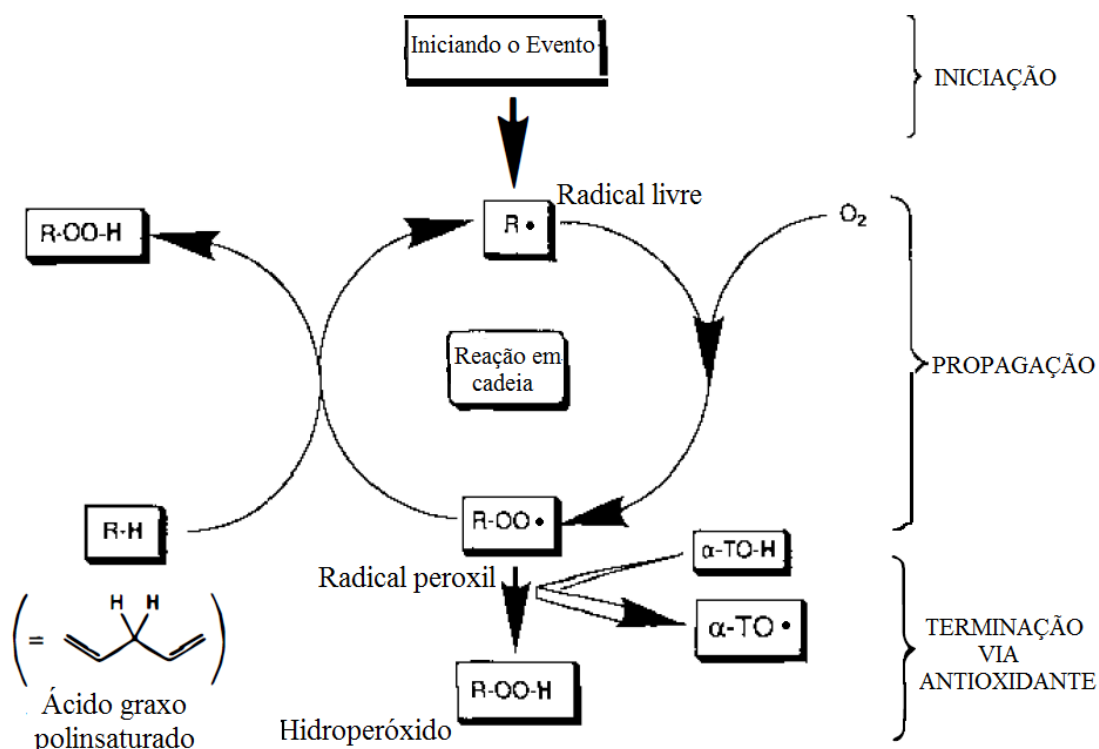 Iniciando o Evento
INICIAÇÃO
Radical livre
R •
O₂
R-OO-H
Reação em
cadeia
PROPAGAÇÃO
R-H
R-OO •
Radical peroxil
α-TO-H
α-TO •
H H
(=
)
TERMINAÇÃO
VIA
ANTIOXIDANTE
R-OO-H
Hidroperóxido
Ácido graxo
polinsaturado